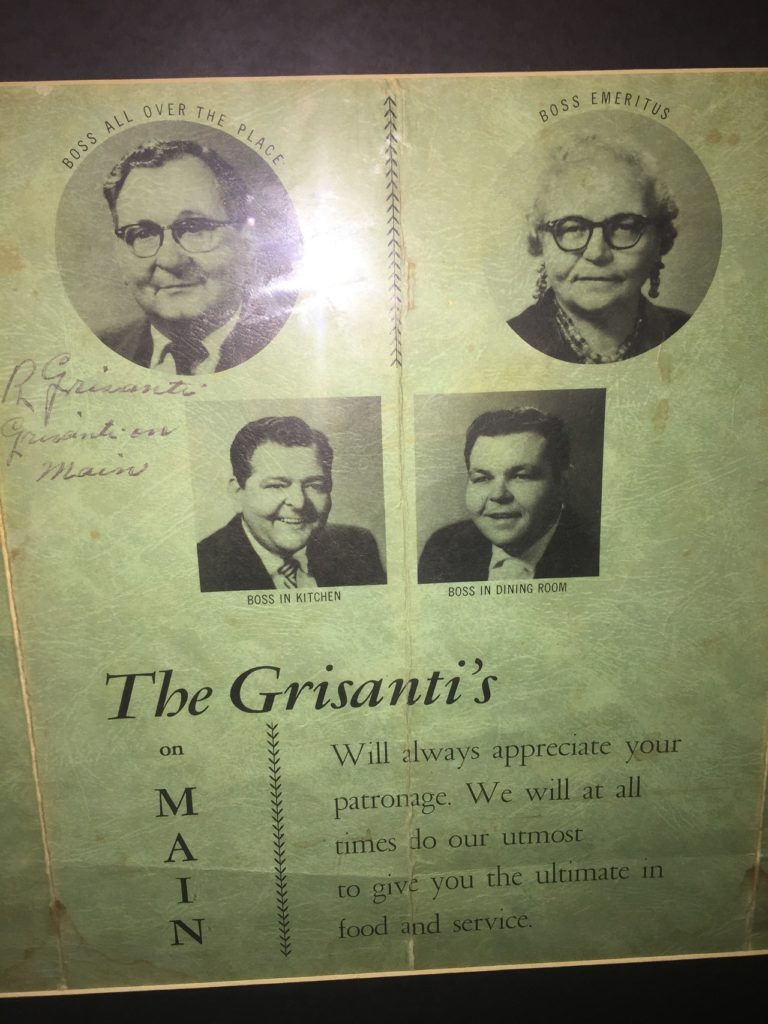 BOSS ALL OVER THE PLACE
BOSS EMERITUS
R Grisanti
Grisanti on
Main
BOSS IN KITCHEN
BOSS IN DINING ROOM
The Grisanti's
on
MAIN
Will always appreciate your
patronage. We will at all
times do our utmost
to give you the ultimate in
food and service.